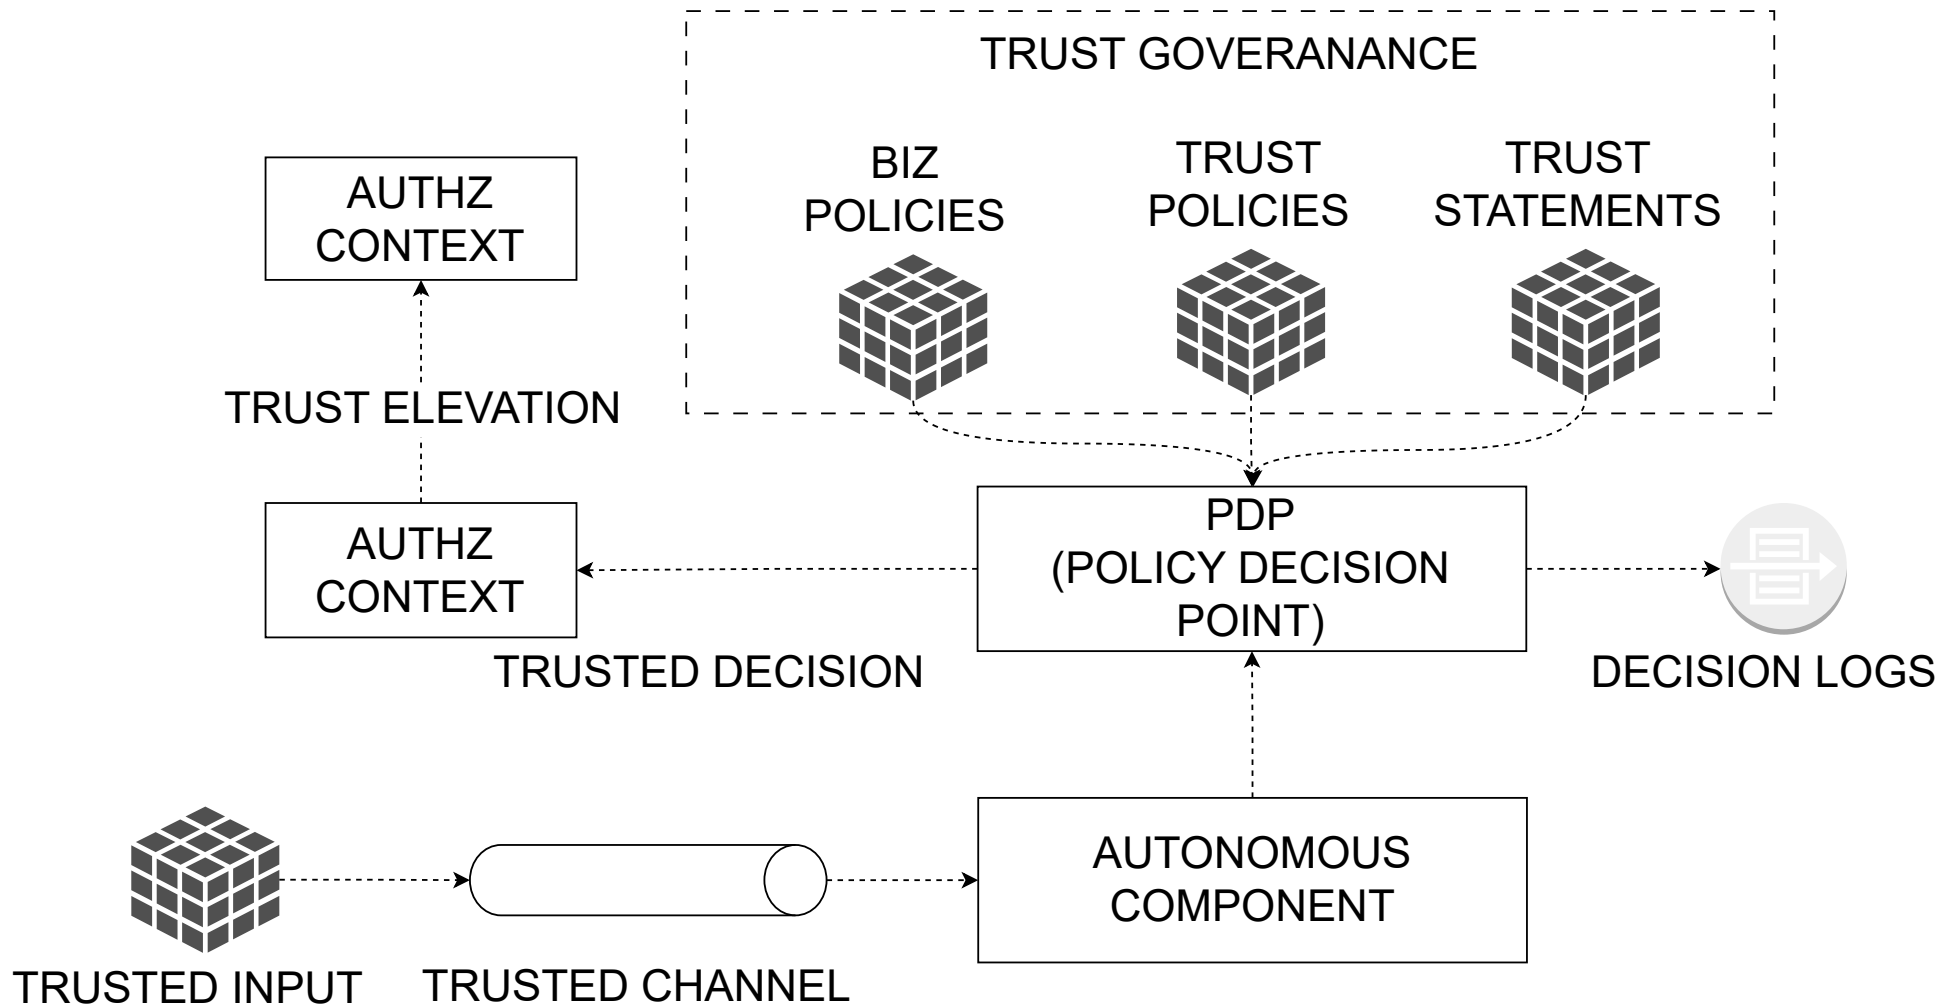 TRUST GOVERANANCE
BIZ
POLICIES
TRUST
POLICIES
TRUST
STATEMENTS
AUTHZ
CONTEXT
TRUST ELEVATION
AUTHZ
CONTEXT
PDP
(POLICY DECISION
POINT)
TRUSTED DECISION
DECISION LOGS
AUTONOMOUS
COMPONENT
TRUSTED INPUT
TRUSTED CHANNEL